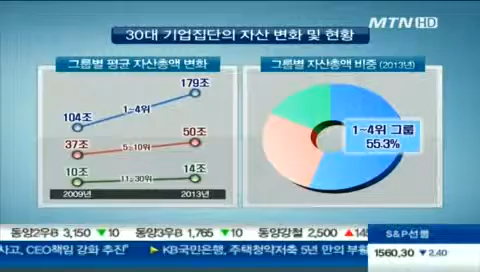 MTN HD
30대 기업집단의 자산 변화 및 현황
그룹별 평균 자산총액 변화
179조
1~4위
104조
50조
37조
5~10위
14조
10조
11~30위
2009년
2013년
그룹별 자산총액 비중 (2013년)
1~4위 그룹
55.3%
동양2우B 3,150 ▼10 동양3우B 1,765 ▼10 동양강철 2,500 ▲145
사고, CEO책임 강화 추진" ▶ KB국민은행, 주택청약저축 5년 만의 부활
S&P선물
1560,30 ▼2,40